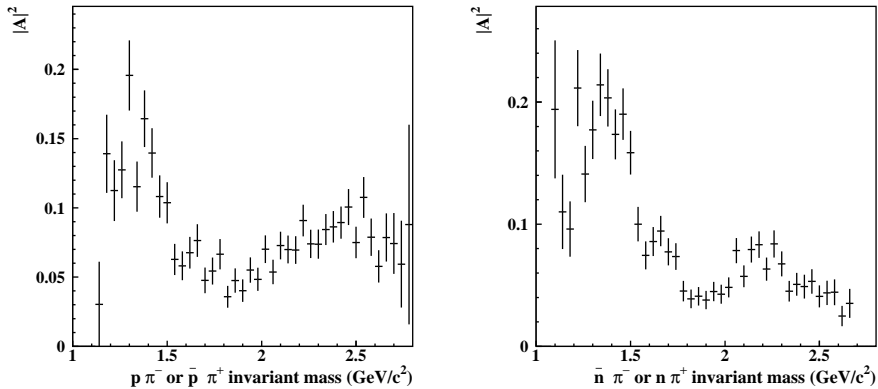 |A|²
0.2
0.15
0.1
0.05
0
1 1.5 2 2.5
p π⁻ or p̄ π⁺ invariant mass (GeV/c²)
|A|²
0.2
0.1
0
1 1.5 2 2.5
n̄ π⁻ or n π⁺ invariant mass (GeV/c²)